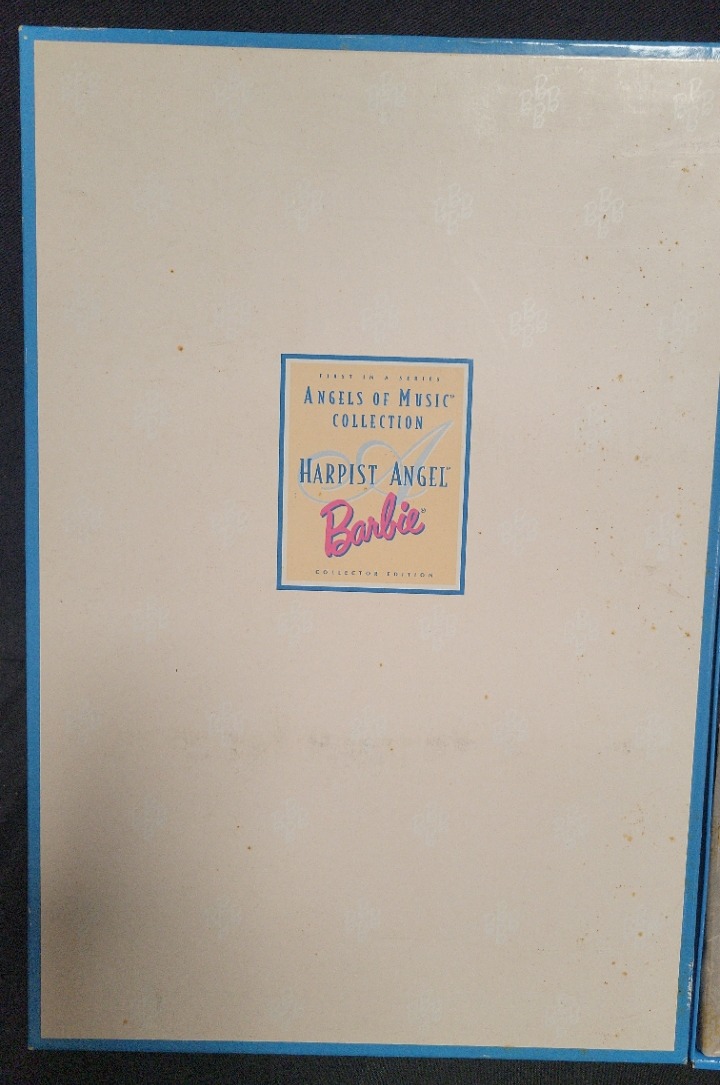 FIRST IN A SERIES
ANGELS OF MUSIC™
COLLECTION
HARPIST ANGEL™
Barbie®
COLLECTOR EDITION